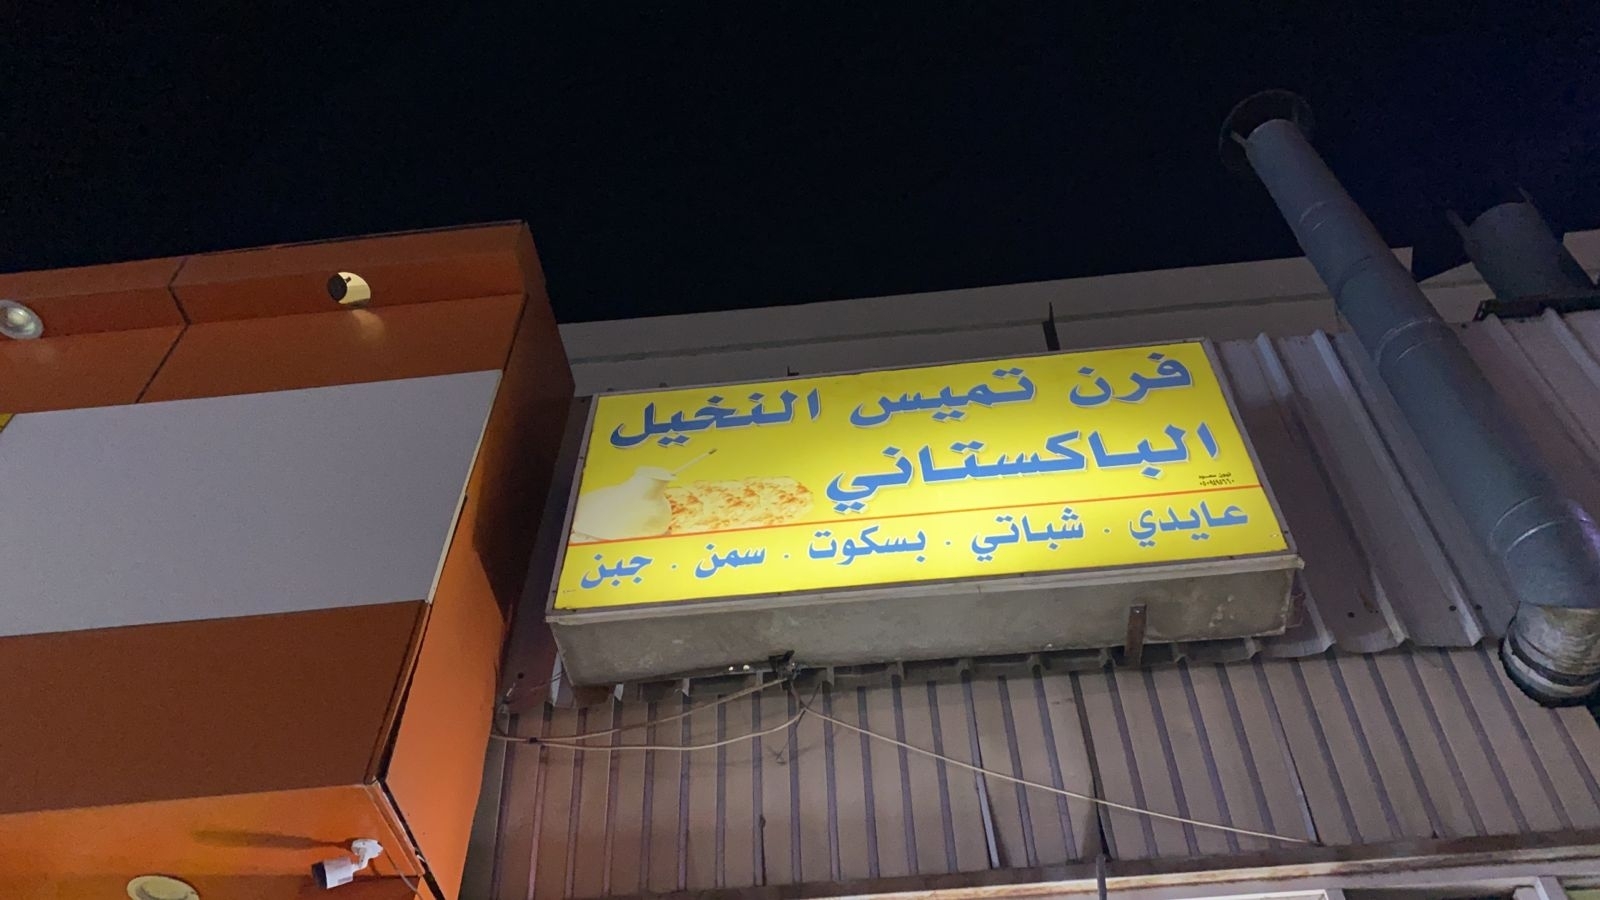 فرن تميس النخيل
الباكستاني
عايدي . شباتي . بسكوت . سمن . جبن